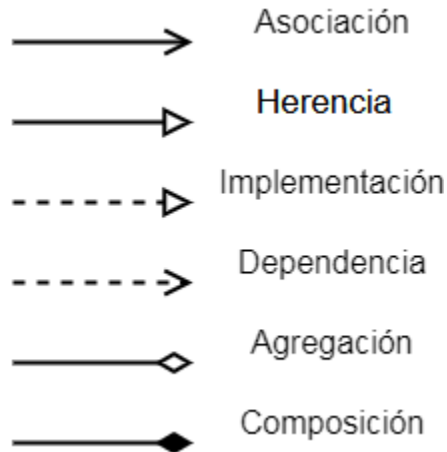 Asociación
Herencia
Implementación
Dependencia
Agregación
Composición